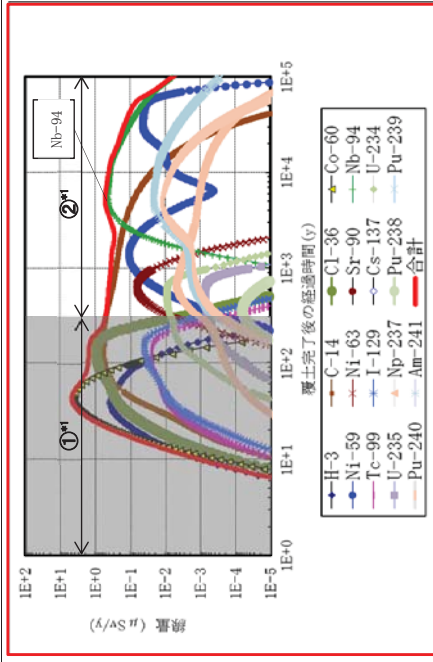 ①*1
②*1
Nb-94
1E+2
1E+1
1E+0
1E-1
1E-2
1E-3
1E-4
1E-5
線量 (μSv/y)
1E+0
1E+1
1E+2
1E+3
1E+4
1E+5
覆土完了後の経過時間(y)
H-3
C-14
Cl-36
Co-60
Ni-59
Ni-63
Sr-90
Nb-94
Tc-99
I-129
Cs-137
U-234
U-235
Np-237
Pu-238
Pu-239
Pu-240
Am-241
合計